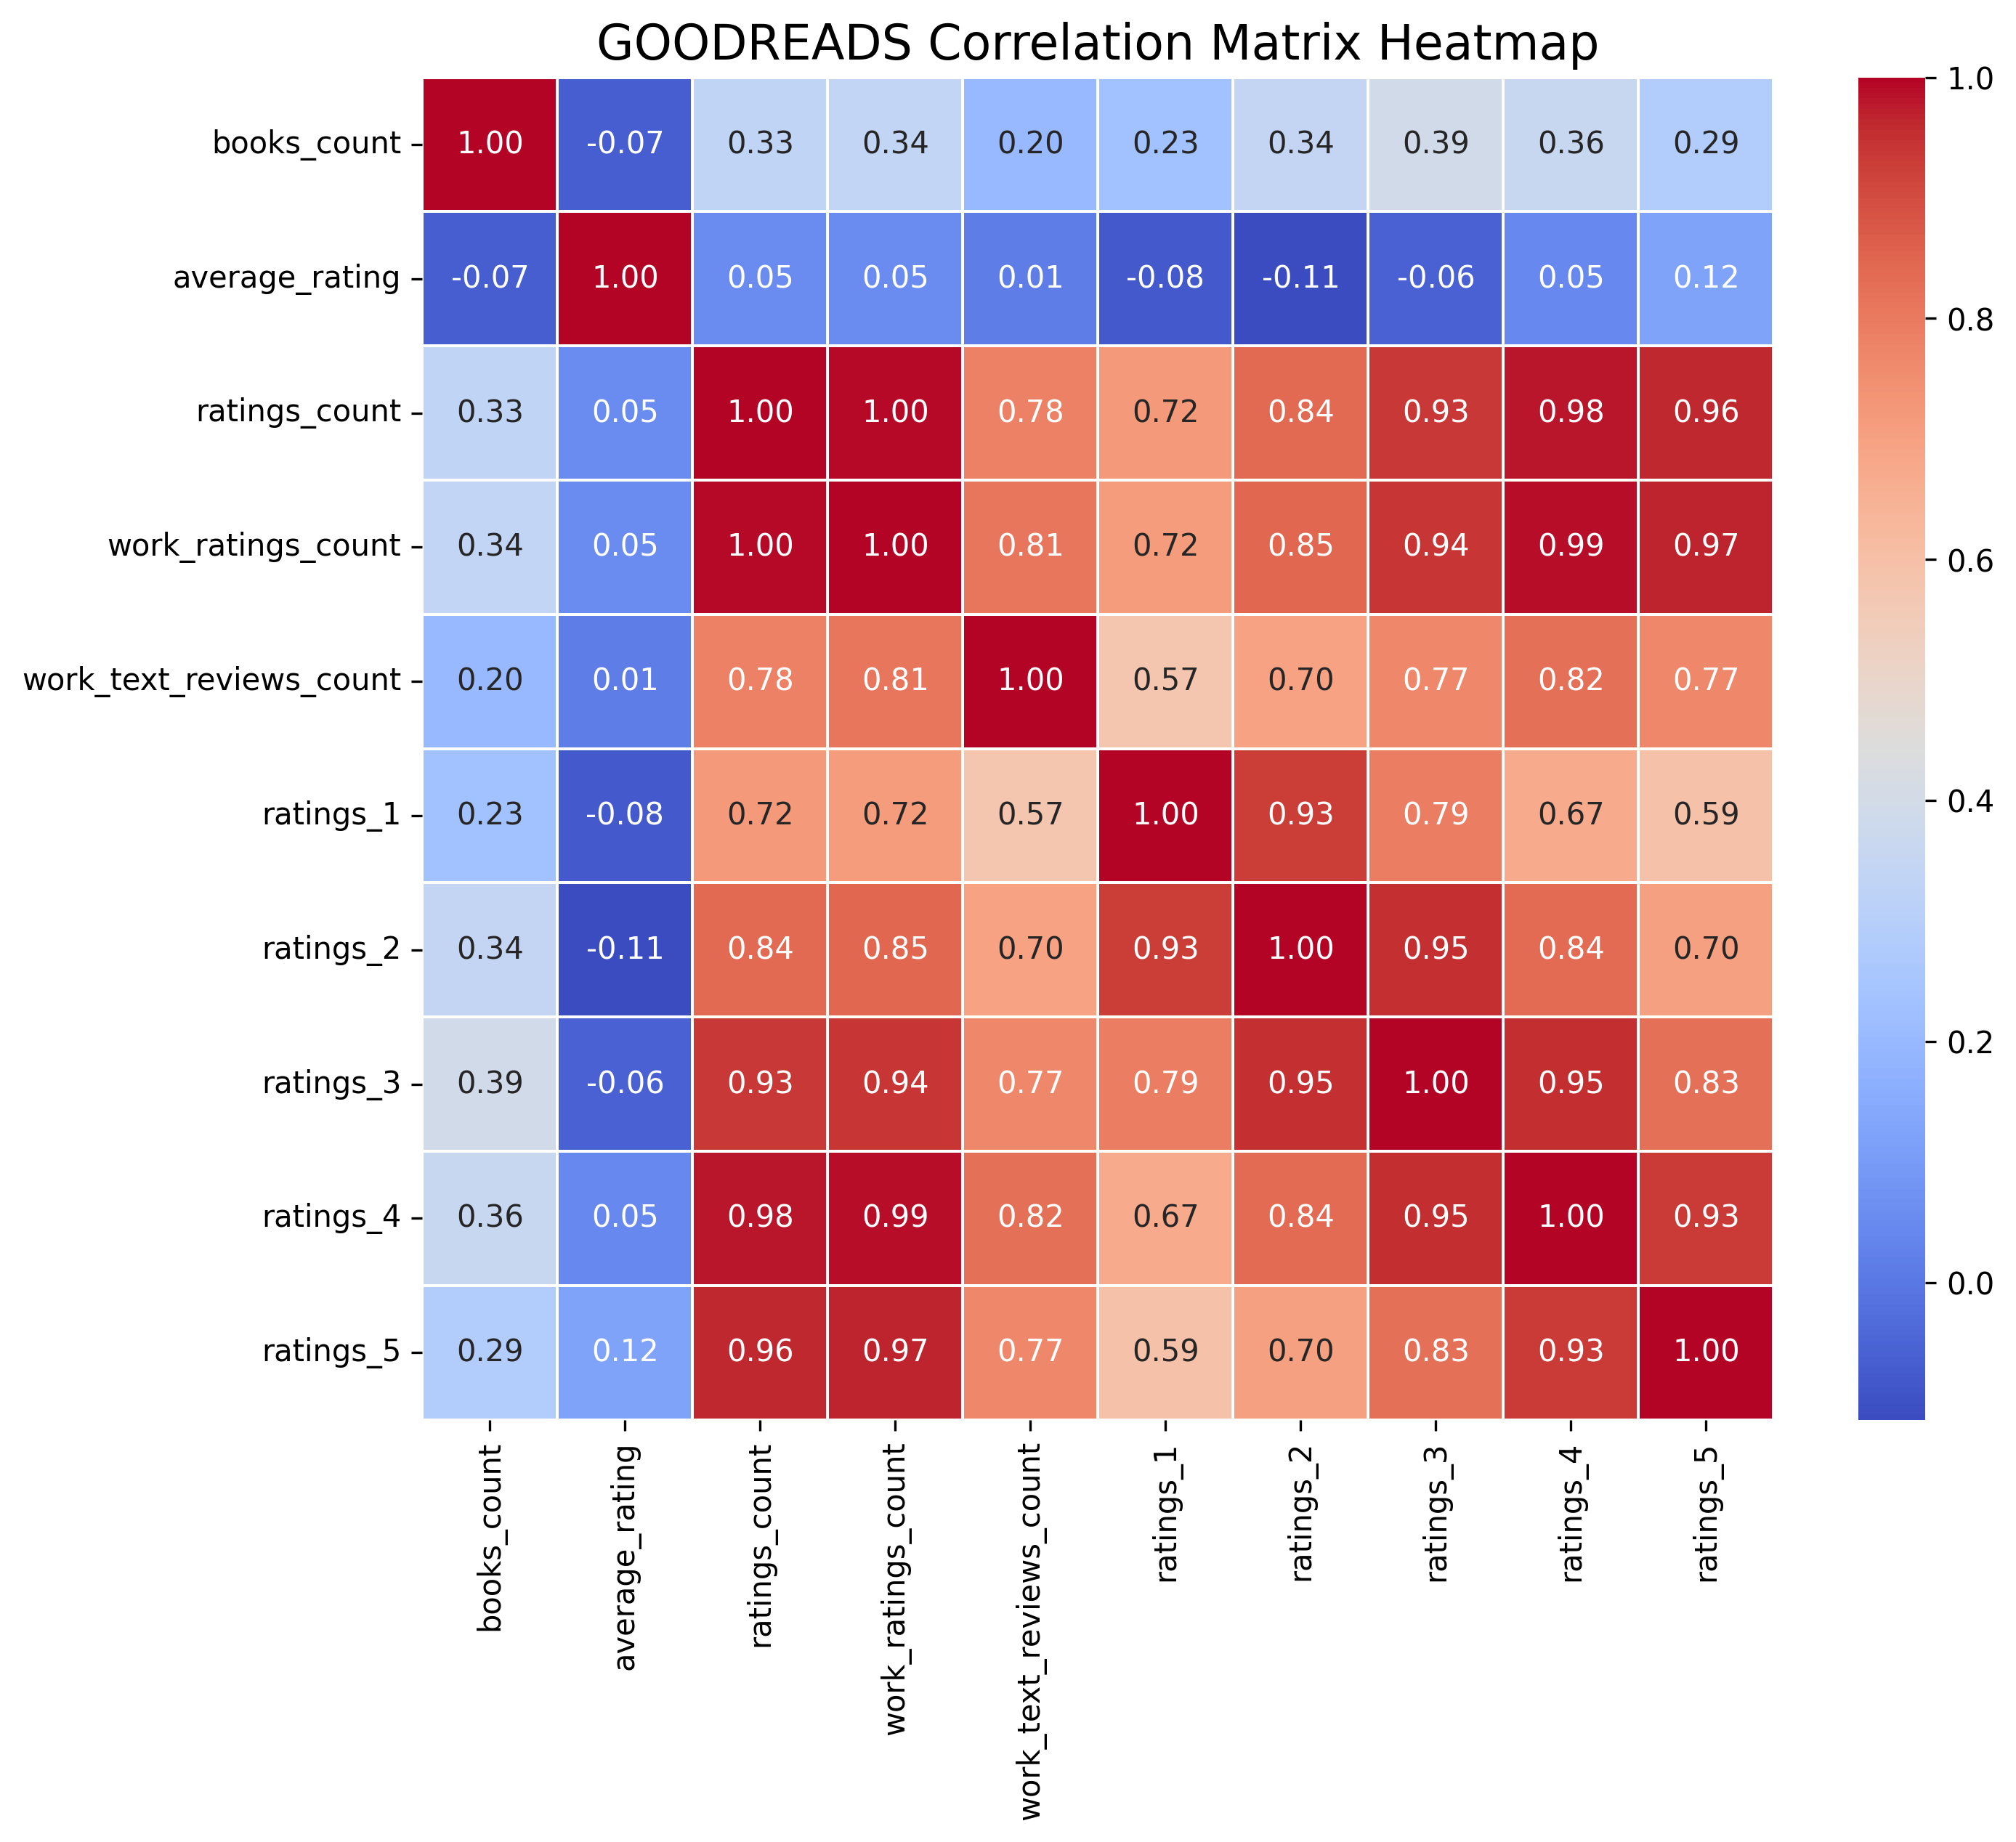 GOODREADS Correlation Matrix Heatmap
books_count 1.00 -0.07 0.33 0.34 0.20 0.23 0.34 0.39 0.36 0.29
average_rating -0.07 1.00 0.05 0.05 0.01 -0.08 -0.11 -0.06 0.05 0.12
ratings_count 0.33 0.05 1.00 1.00 0.78 0.72 0.84 0.93 0.98 0.96
work_ratings_count 0.34 0.05 1.00 1.00 0.81 0.72 0.85 0.94 0.99 0.97
work_text_reviews_count 0.20 0.01 0.78 0.81 1.00 0.57 0.70 0.77 0.82 0.77
ratings_1 0.23 -0.08 0.72 0.72 0.57 1.00 0.93 0.79 0.67 0.59
ratings_2 0.34 -0.11 0.84 0.85 0.70 0.93 1.00 0.95 0.84 0.70
ratings_3 0.39 -0.06 0.93 0.94 0.77 0.79 0.95 1.00 0.95 0.83
ratings_4 0.36 0.05 0.98 0.99 0.82 0.67 0.84 0.95 1.00 0.93
ratings_5 0.29 0.12 0.96 0.97 0.77 0.59 0.70 0.83 0.93 1.00
books_count
average_rating
ratings_count
work_ratings_count
work_text_reviews_count
ratings_1
ratings_2
ratings_3
ratings_4
ratings_5
1.0
0.8
0.6
0.4
0.2
0.0